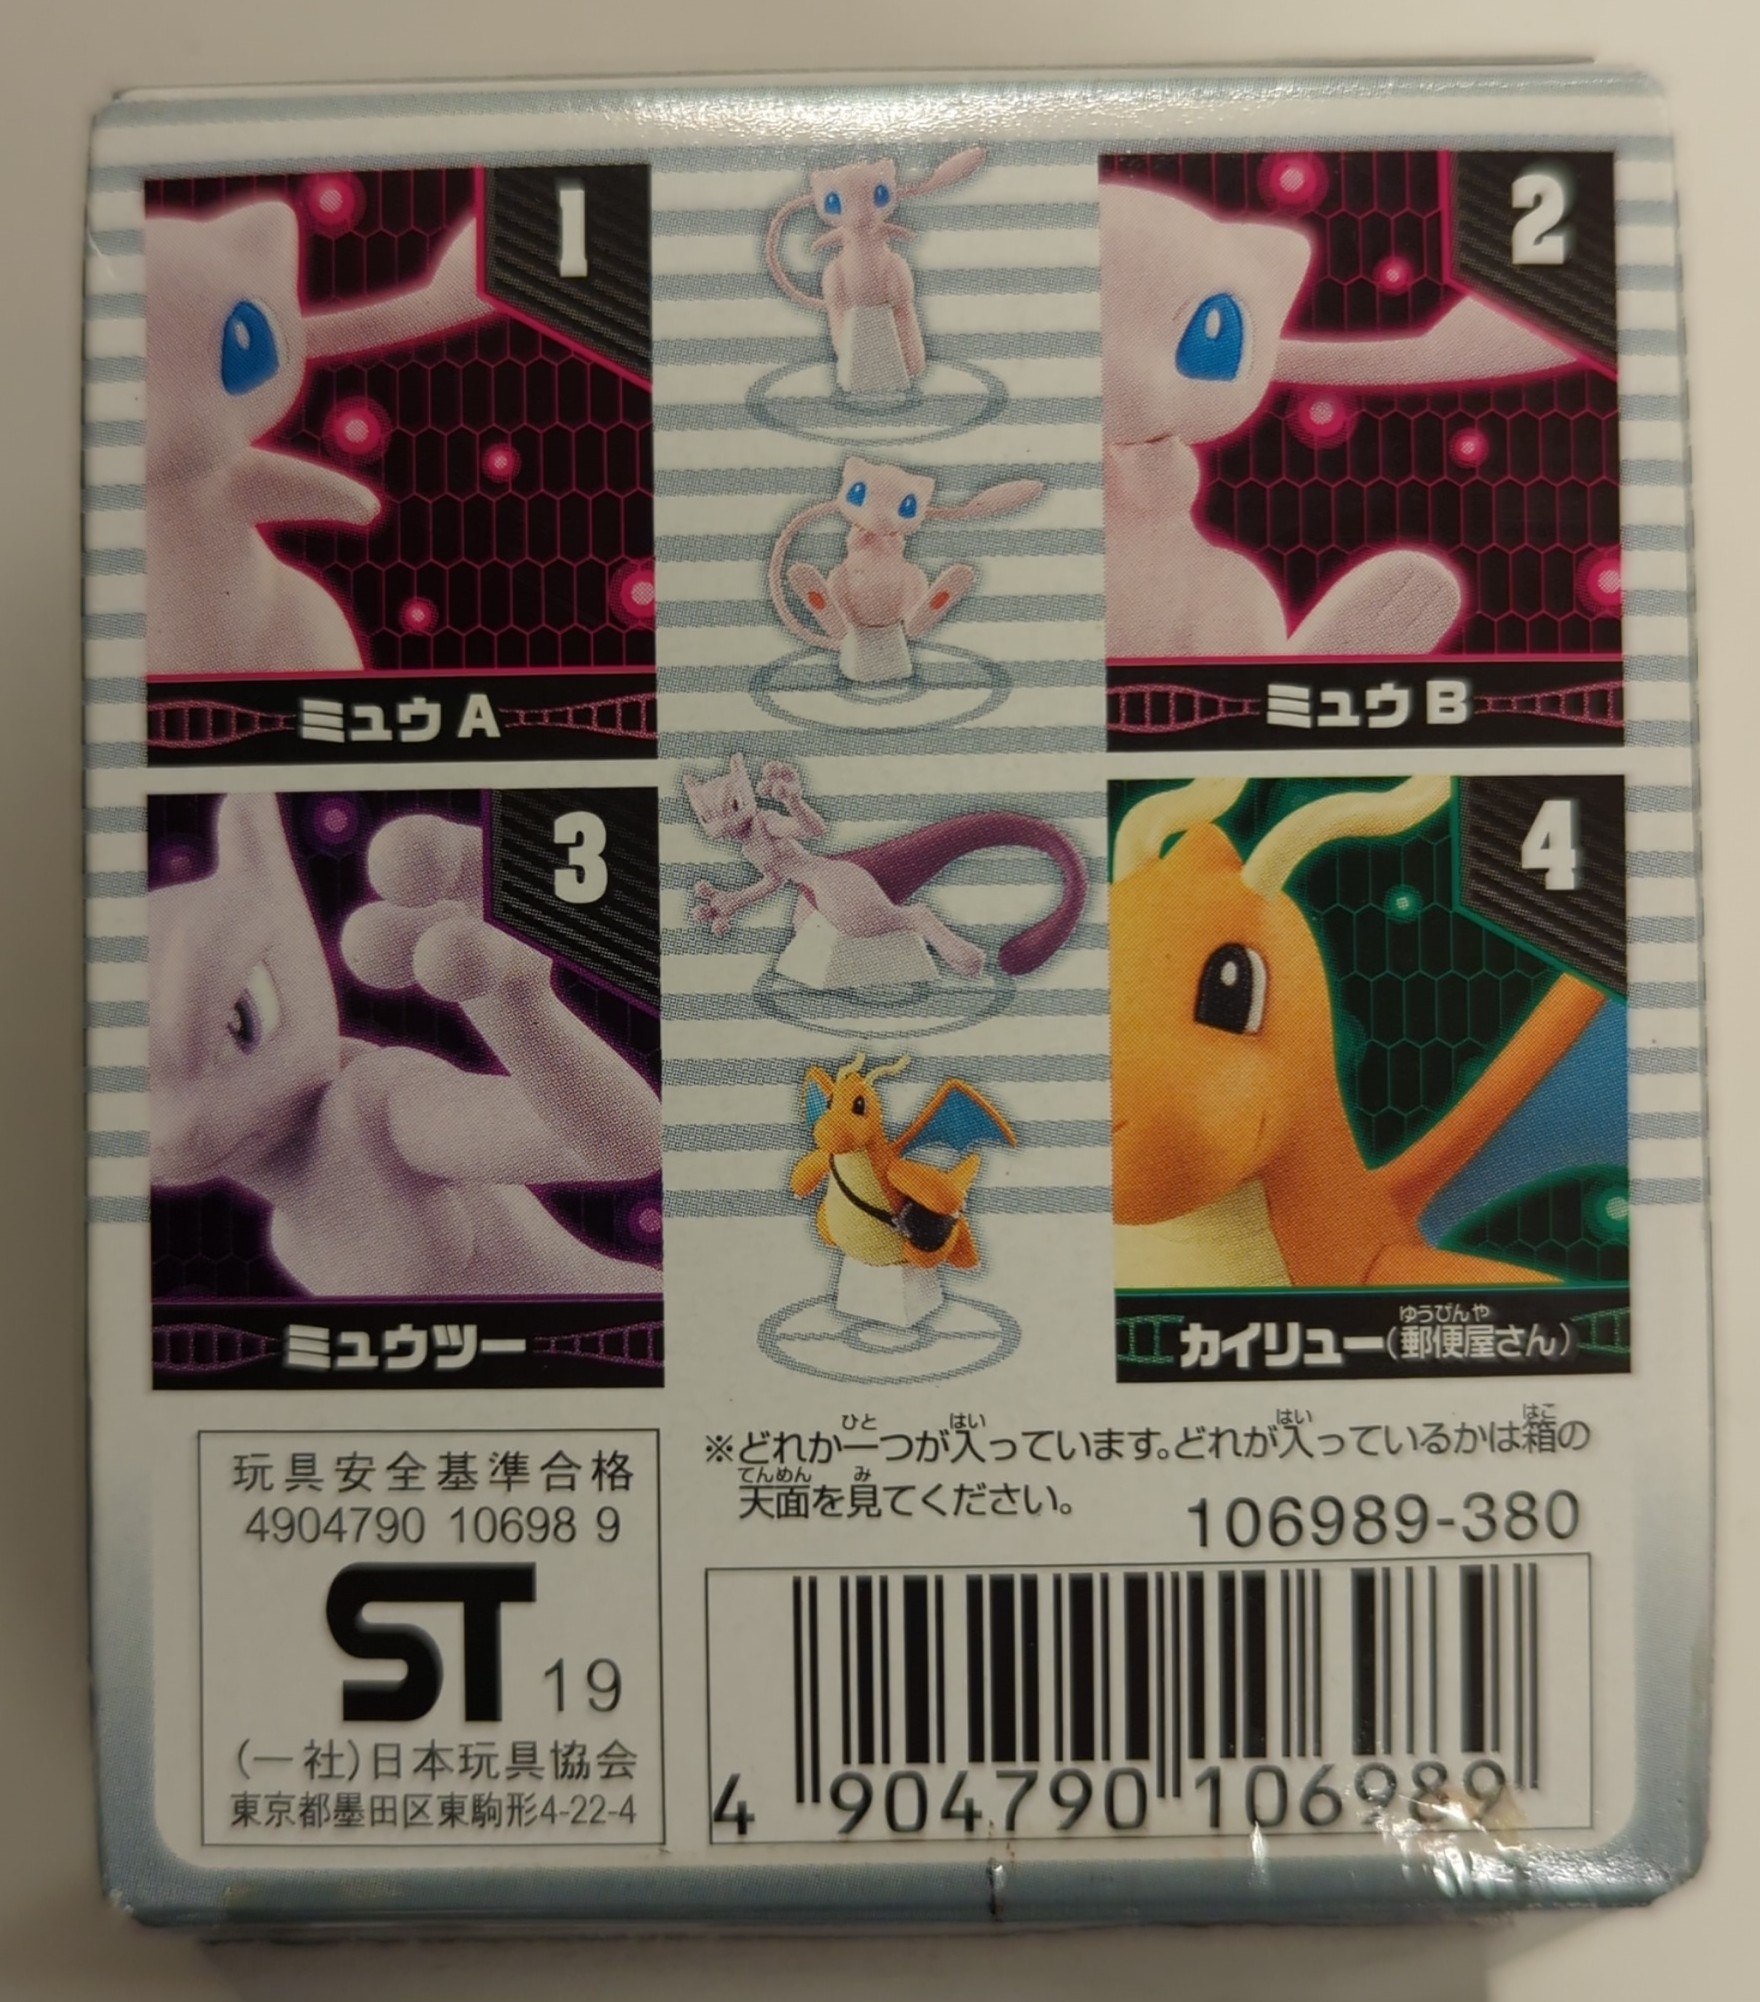 1
2
ミュウ A
ミュウ B
3
4
ミュウツー
ゆうびんや
カイリュー(郵便屋さん)
玩具安全基準合格
4904790 10698 9
ST 19
(一社)日本玩具協会
東京都墨田区東駒形4-22-4
ひと はい はい はこ
※どれか一つが入っています。どれが入っているかは箱の
てんめん み
天面を見てください。
106989-380
4 904790 106989